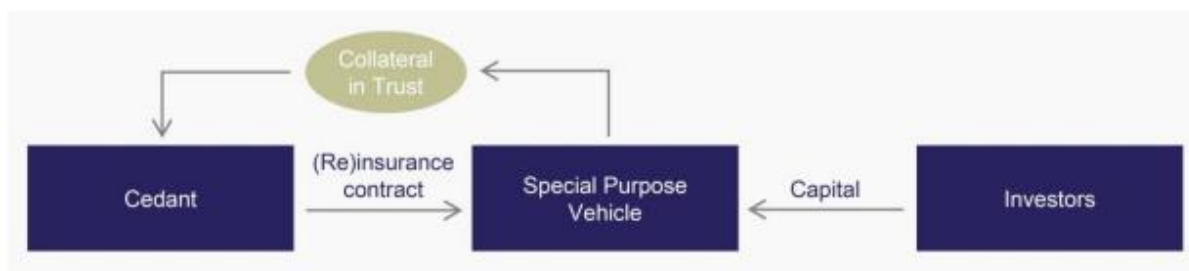 Collateral
in Trust
(Re)insurance
contract
Cedant
Special Purpose
Vehicle
Capital
Investors